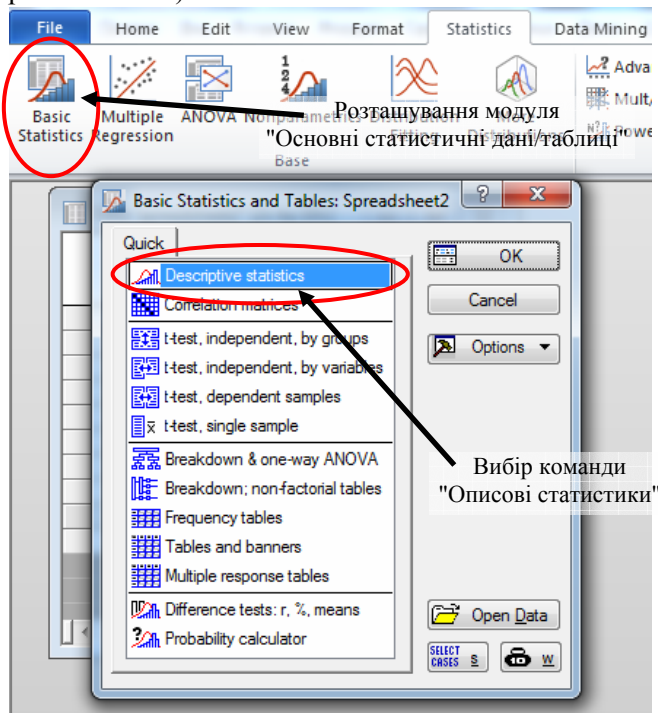 File Home Edit View Format Statistics Data Mining
Basic Statistics
Multiple Regression
ANOVA
Nonparametrics
Розташування модуля
"Основні статистичні дані/таблиці"
Fitting
Base
Basic Statistics and Tables: Spreadsheet2
Quick
Descriptive statistics
Correlation matrices
t-test, independent, by groups
t-test, independent, by variables
t-test, dependent samples
t-test, single sample
Breakdown & one-way ANOVA
Breakdown; non-factorial tables
Frequency tables
Tables and banners
Multiple response tables
Difference tests: r, %, means
Probability calculator
OK
Cancel
Options
Вибір команди
"Описові статистики"
Open Data
SELECT CASES S
W